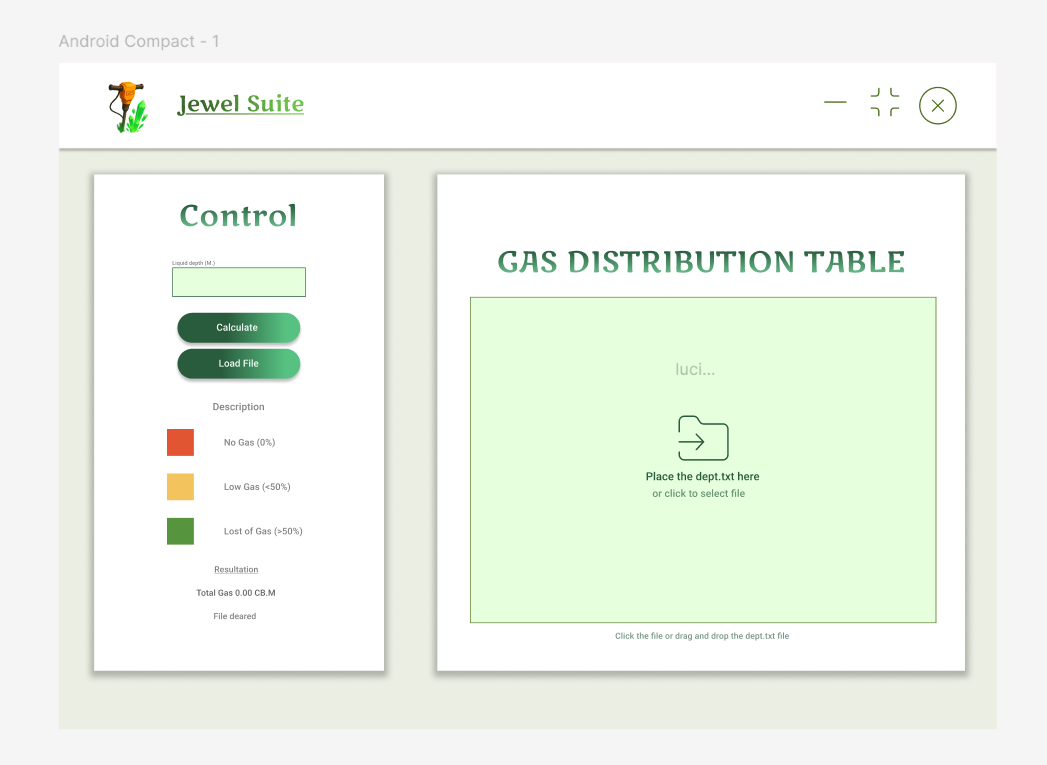 Android Compact - 1
Jewel Suite
Control
Liquid depth (M.)
Calculate
Load File
Description
No Gas (0%)
Low Gas (<50%)
Lost of Gas (>50%)
Resultation
Total Gas 0.00 CB.M
File deared
GAS DISTRIBUTION TABLE
luci...
Place the dept.txt here
or click to select file
Click the file or drag and drop the dept.txt file